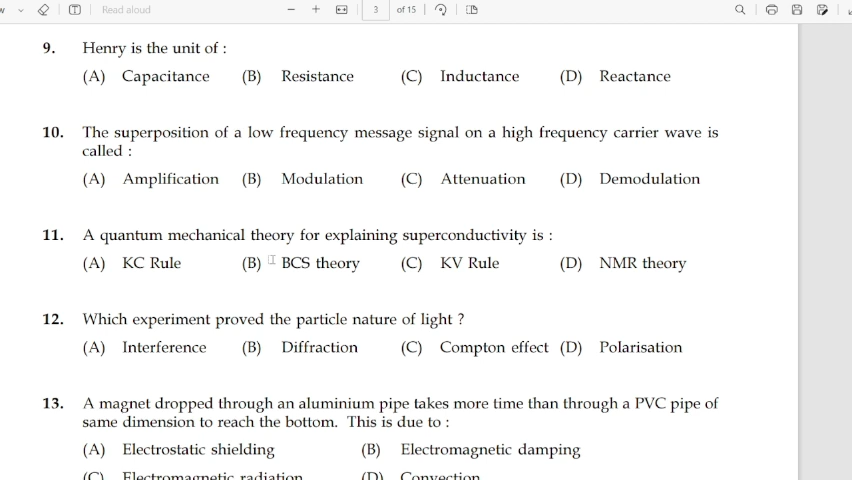 Read aloud
3 of 15
9. Henry is the unit of :
(A) Capacitance (B) Resistance (C) Inductance (D) Reactance
10. The superposition of a low frequency message signal on a high frequency carrier wave is
called :
(A) Amplification (B) Modulation (C) Attenuation (D) Demodulation
11. A quantum mechanical theory for explaining superconductivity is :
(A) KC Rule (B) BCS theory (C) KV Rule (D) NMR theory
12. Which experiment proved the particle nature of light ?
(A) Interference (B) Diffraction (C) Compton effect (D) Polarisation
13. A magnet dropped through an aluminium pipe takes more time than through a PVC pipe of
same dimension to reach the bottom. This is due to :
(A) Electrostatic shielding (B) Electromagnetic damping
(C) Electromagnetic radiation (D) Convection